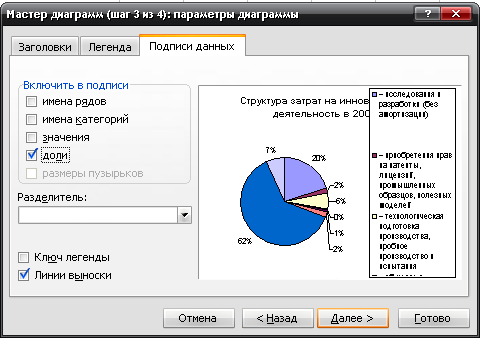 Мастер диаграмм (шаг 3 из 4): параметры диаграммы
Заголовки
Легенда
Подписи данных
Включить в подписи
имена рядов
имена категорий
значения
доли
размеры пузырьков
Разделитель:
Ключ легенды
Линии выноски
Структура затрат на иннов
деятельность в 200
7%
20%
2%
6%
0%
1%
2%
62%
– исследования и
разработки (без
амортизации)
– приобретения прав
на патенты,
лицензий,
промышленных
образцов, полезных
моделей
– технологическая
подготовка
производства,
пробное
производство и
испытания
Отмена
< Назад
Далее >
Готово